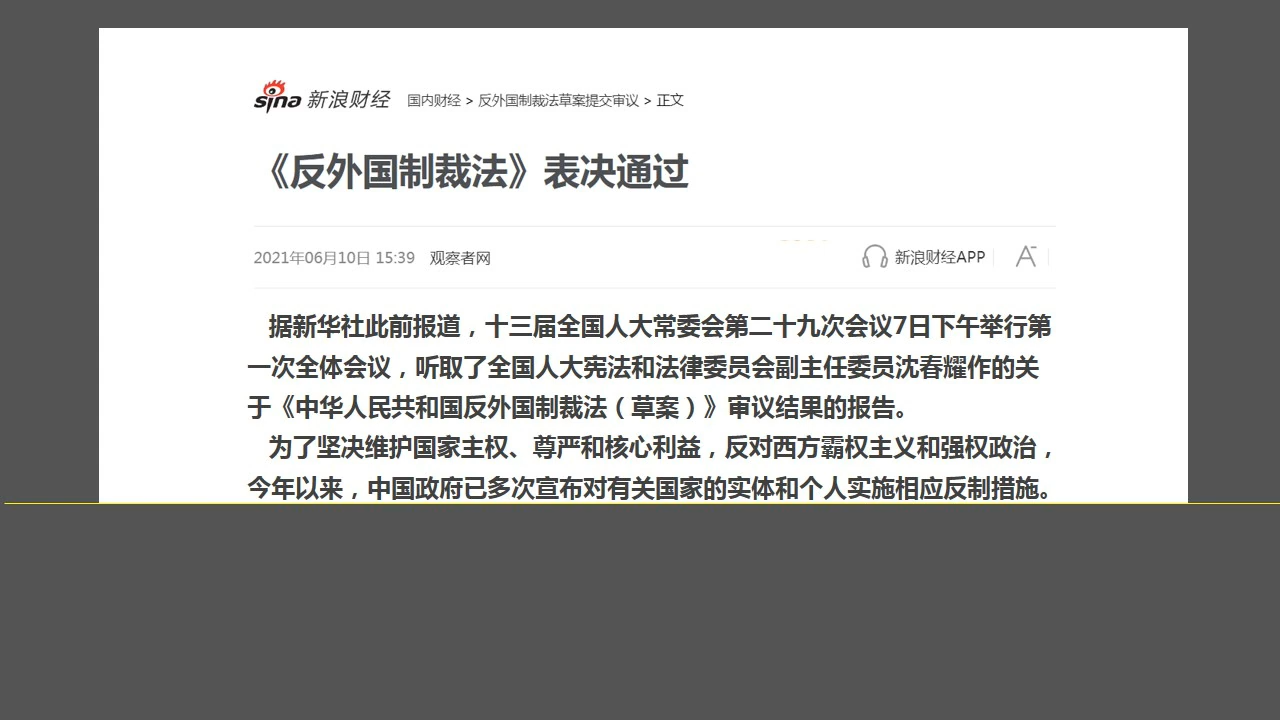 sina 新浪财经 国内财经 > 反外国制裁法草案提交审议 > 正文
《反外国制裁法》表决通过
2021年06月10日 15:39 观察者网 新浪财经APP A-
据新华社此前报道，十三届全国人大常委会第二十九次会议7日下午举行第
一次全体会议，听取了全国人大宪法和法律委员会副主任委员沈春耀作的关
于《中华人民共和国反外国制裁法（草案）》审议结果的报告。
为了坚决维护国家主权、尊严和核心利益，反对西方霸权主义和强权政治，
今年以来，中国政府已多次宣布对有关国家的实体和个人实施相应反制措施。